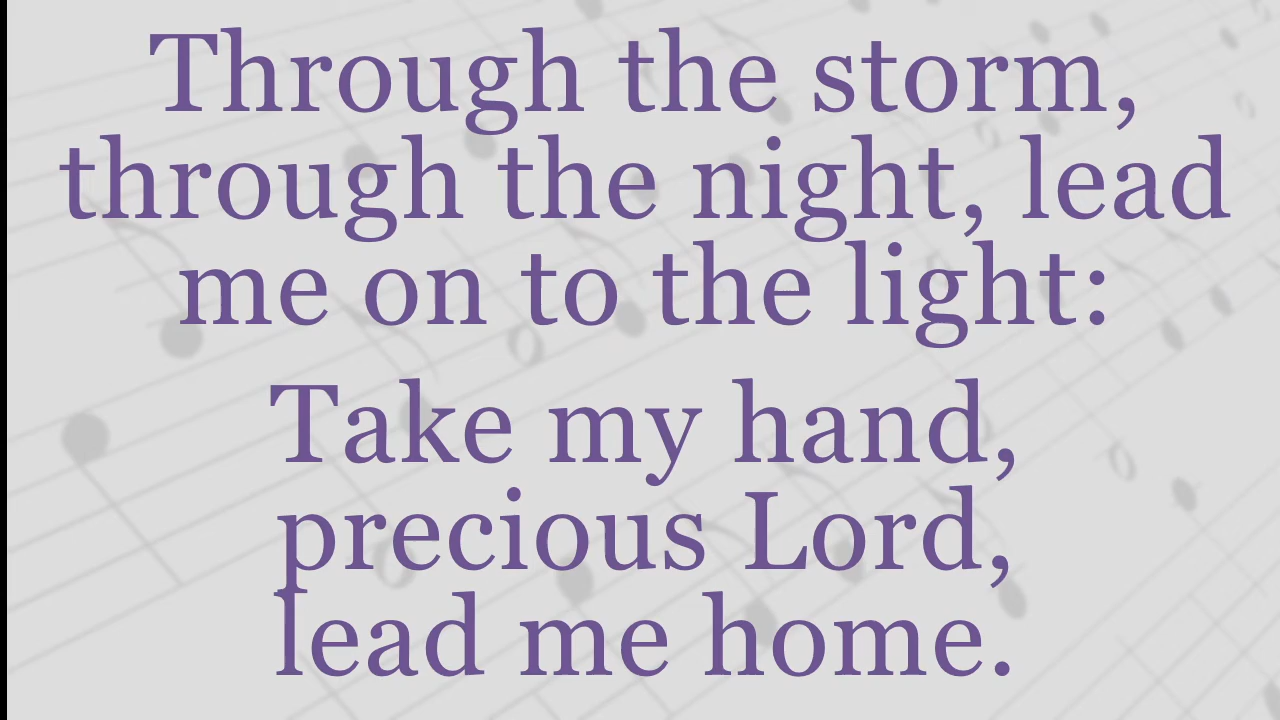 Through the storm,
through the night, lead
me on to the light:
Take my hand,
precious Lord,
lead me home.